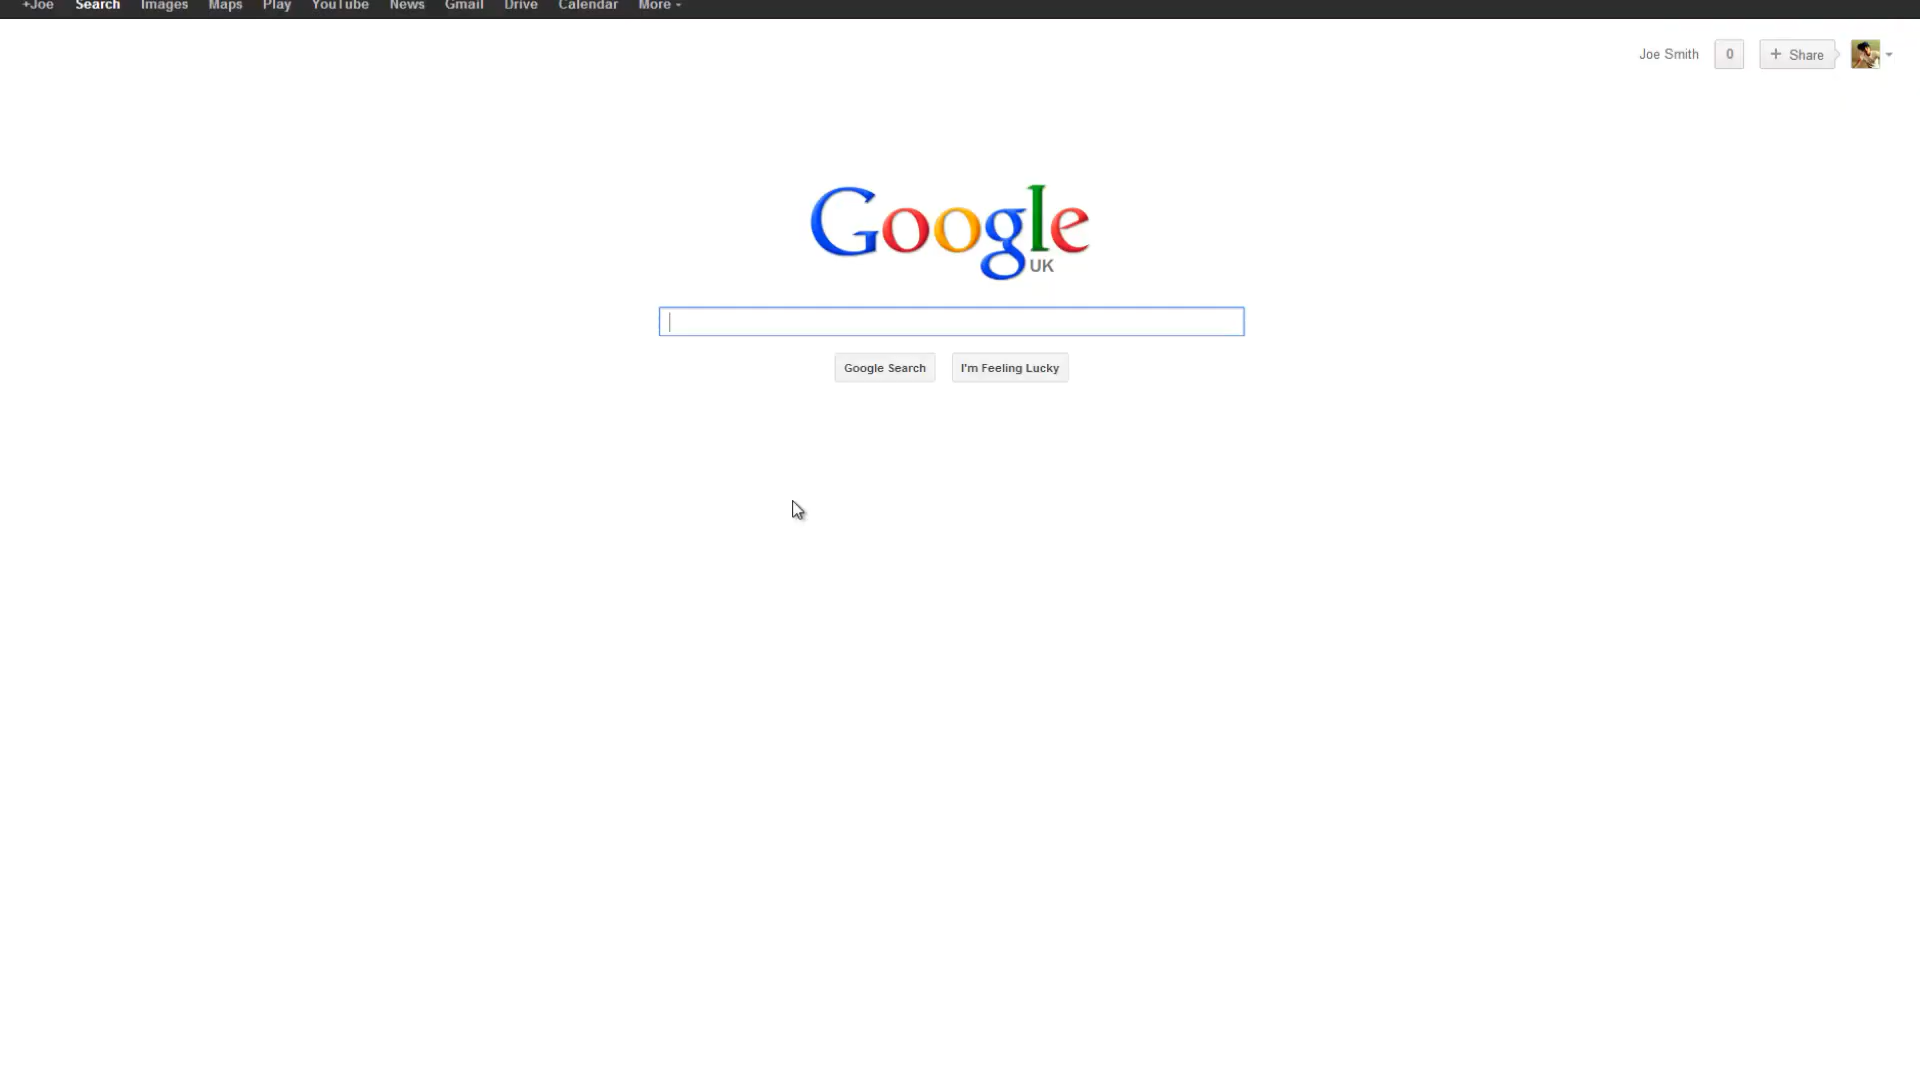 +Joe Search Images Maps Play YouTube News Gmail Drive Calendar More
Joe Smith 0 + Share
Google
UK
Google Search I'm Feeling Lucky